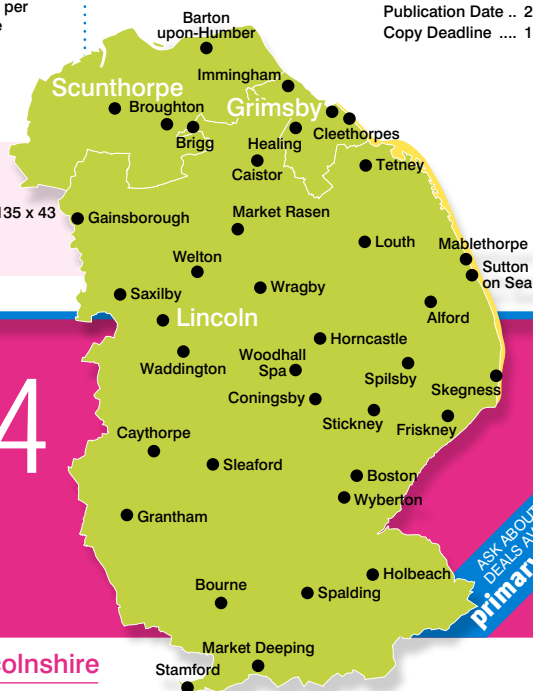 per
Publication Date .. 2
Copy Deadline .... 1
Barton
upon-Humber
Immingham
Scunthorpe
Broughton
Grimsby
Cleethorpes
Brigg
Healing
Caistor
Tetney
135 x 43
Gainsborough
Market Rasen
Louth
Mablethorpe
Sutton
on Sea
Welton
Wragby
Saxilby
Alford
Lincoln
Horncastle
Waddington
Woodhall
Spa
Spilsby
Skegness
Coningsby
Stickney
Friskney
4
Caythorpe
Sleaford
Boston
Wyberton
Grantham
ASK ABOUT
DEALS AV
primary
Holbeach
Bourne
Spalding
colnshire
Market Deeping
Stamford